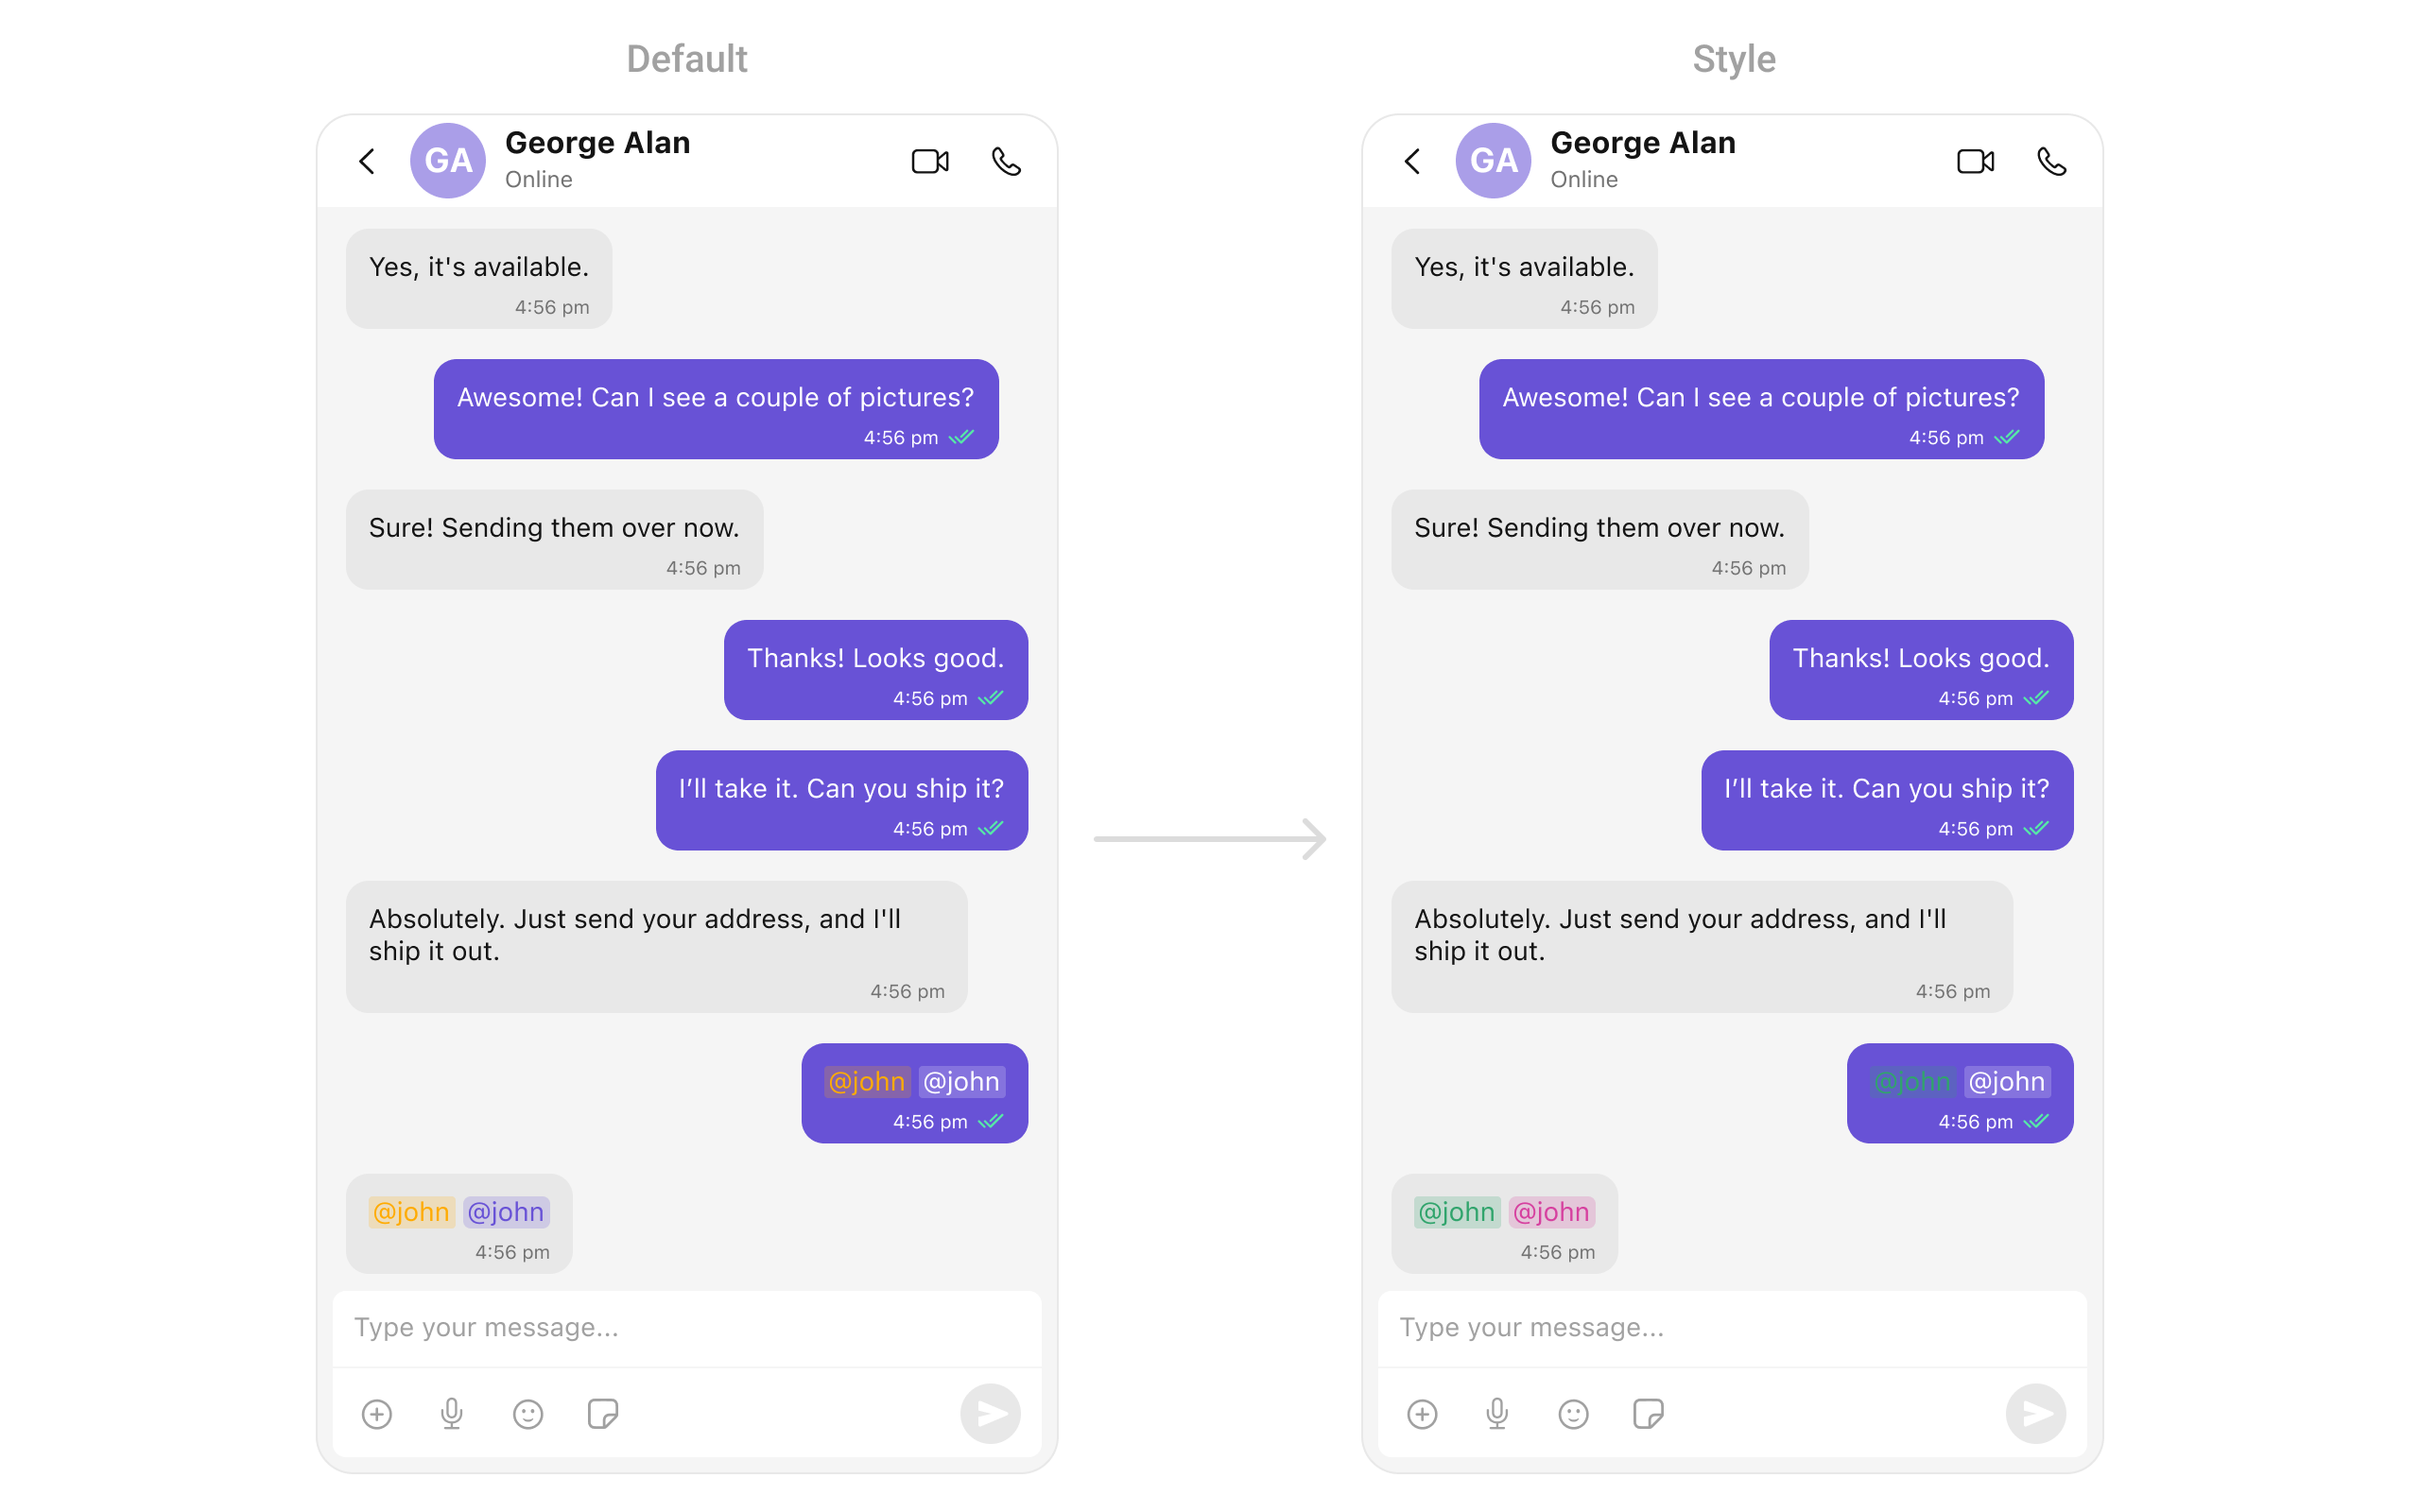 Default
GA
George Alan
Online
Yes, it's available.
4:56 pm
Awesome! Can I see a couple of pictures?
4:56 pm
Sure! Sending them over now.
4:56 pm
Thanks! Looks good.
4:56 pm
I’ll take it. Can you ship it?
4:56 pm
Absolutely. Just send your address, and I'll
ship it out.
4:56 pm
@john @john
4:56 pm
@john @john
4:56 pm
Type your message...
Style
GA
George Alan
Online
Yes, it's available.
4:56 pm
Awesome! Can I see a couple of pictures?
4:56 pm
Sure! Sending them over now.
4:56 pm
Thanks! Looks good.
4:56 pm
I’ll take it. Can you ship it?
4:56 pm
Absolutely. Just send your address, and I'll
ship it out.
4:56 pm
@john @john
4:56 pm
@john @john
4:56 pm
Type your message...